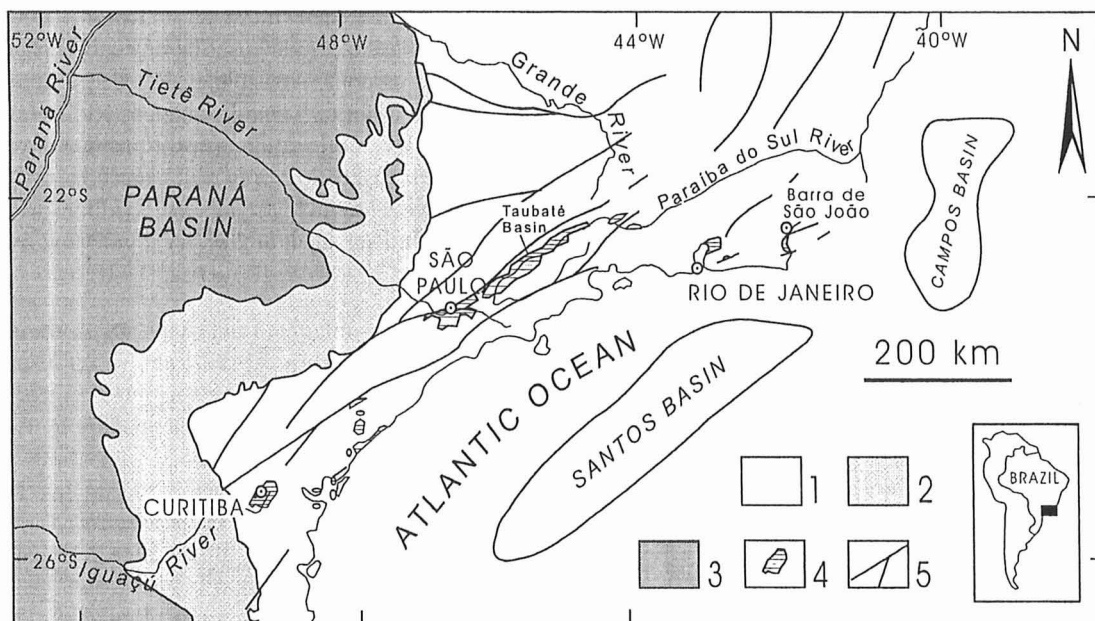 52°W
48°W
44°W
40°W
N
Paraná River
Tietê River
Grande
River
Paraíba do Sul River
22°S
PARANÁ
BASIN
Taubaté
Basin
Barra de
São João
CAMPOS BASIN
SÃO
PAULO
RIO DE JANEIRO
200 km
ATLANTIC OCEAN
SANTOS BASIN
CURITIBA
BRAZIL
1
2
26°S
Iguaçú River
3
4
5